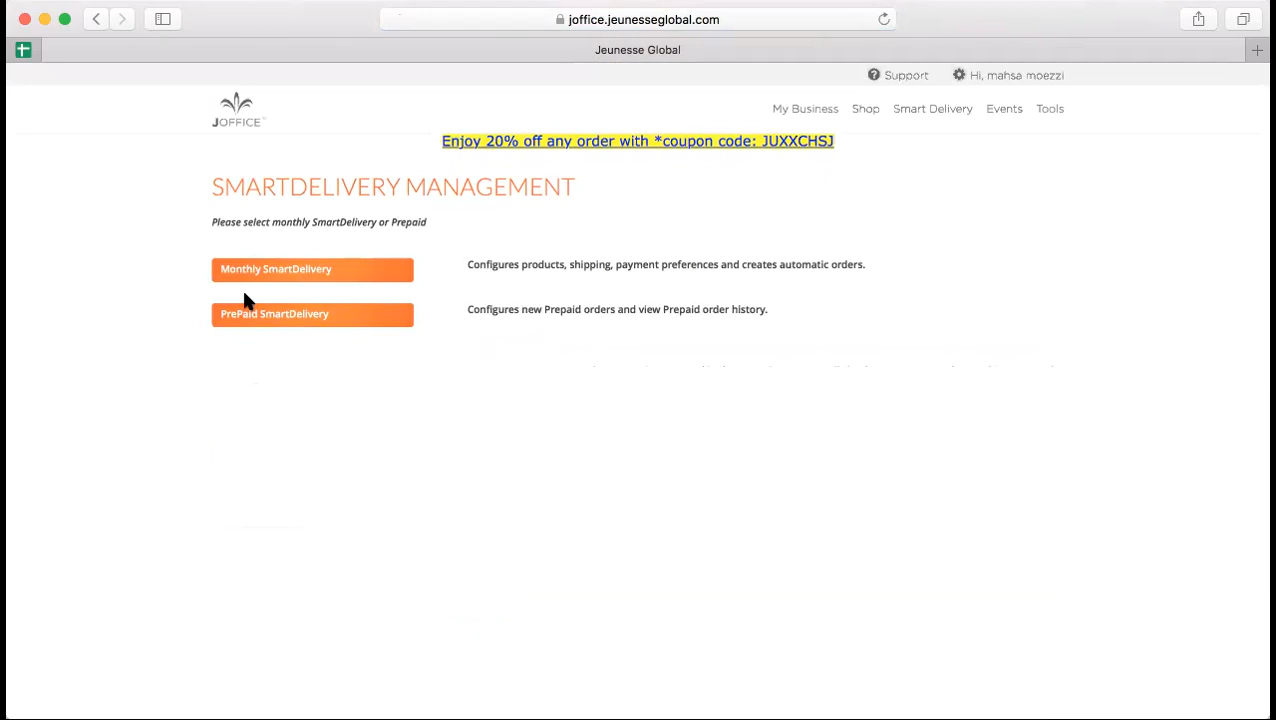 joffice.jeunesseglobal.com
Jeunesse Global
Support Hi, mahsa moezzi
JOFFICE
My Business Shop Smart Delivery Events Tools
Enjoy 20% off any order with *coupon code: JUXXCHSJ
SMARTDELIVERY MANAGEMENT
Please select monthly SmartDelivery or Prepaid
Monthly SmartDelivery
Configures products, shipping, payment preferences and creates automatic orders.
PrePaid SmartDelivery
Configures new Prepaid orders and view Prepaid order history.